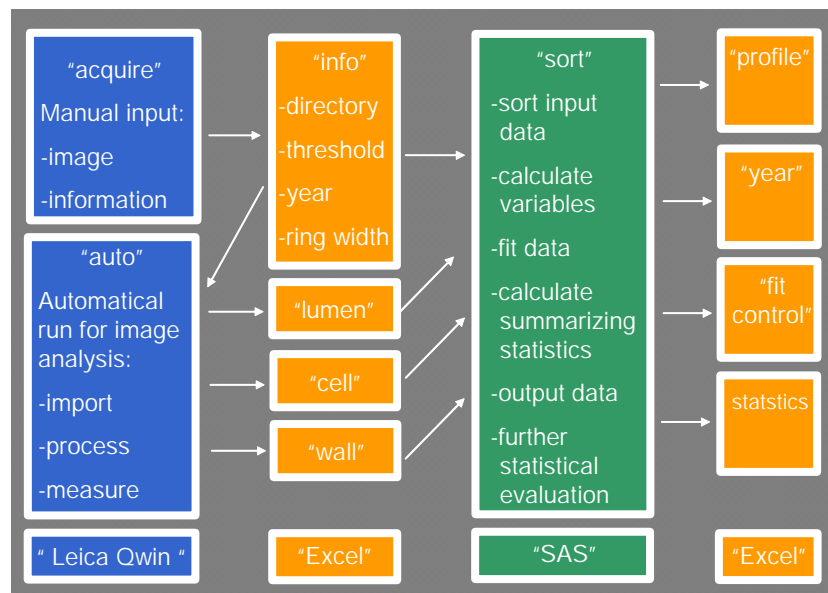 “acquire”
Manual input:
-image
-information
“auto”
Automatical
run for image
analysis:
-import
-process
-measure
“ Leica Qwin “
“info”
-directory
-threshold
-year
-ring width
“lumen”
“cell”
“wall”
“Excel”
“sort”
-sort input
data
-calculate
variables
-fit data
-calculate
summarizing
statistics
-output data
-further
statistical
evaluation
“SAS”
“profile”
“year”
“fit
control”
statstics
“Excel”